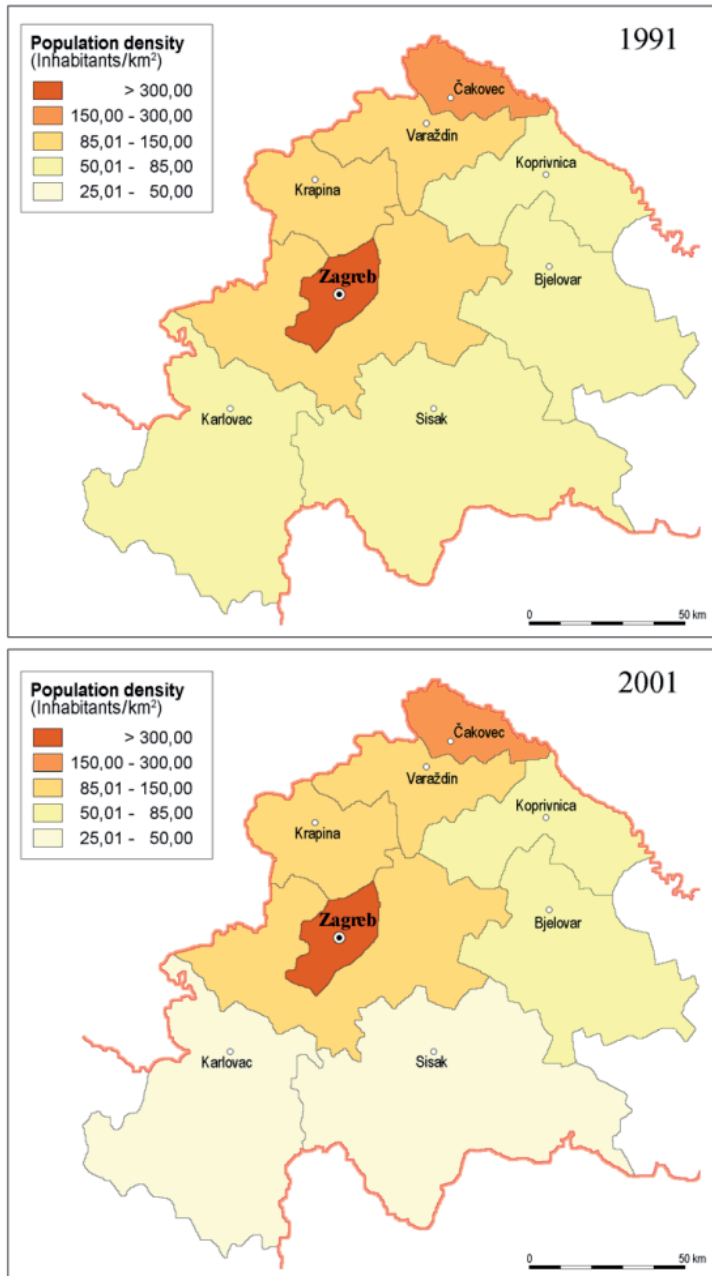 1991
Population density
(Inhabitants/km²)
> 300,00
150,00 - 300,00
85,01 - 150,00
50,01 - 85,00
25,01 - 50,00
Čakovec
Varaždin
Koprivnica
Krapina
Zagreb
Bjelovar
Karlovac
Sisak
0 50 km
2001
Population density
(Inhabitants/km²)
> 300,00
150,00 - 300,00
85,01 - 150,00
50,01 - 85,00
25,01 - 50,00
Čakovec
Varaždin
Koprivnica
Krapina
Zagreb
Bjelovar
Karlovac
Sisak
0 50 km